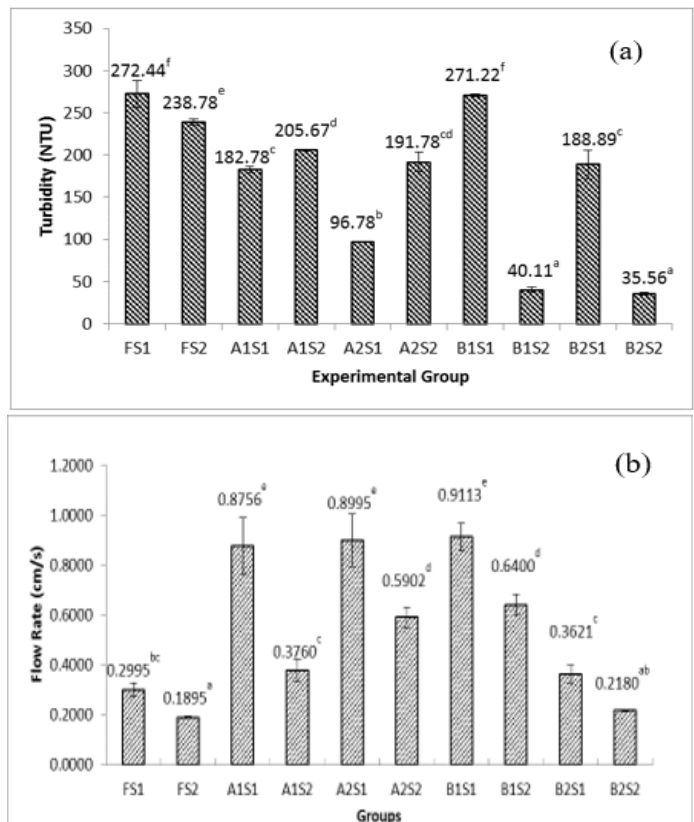 (a)
Turbidity (NTU)
350
300
250
200
150
100
50
0
272.44f
238.78e
182.78c
205.67d
96.78b
191.78cd
271.22f
40.11a
188.89c
35.56a
FS1 FS2 A1S1 A1S2 A2S1 A2S2 B1S1 B1S2 B2S1 B2S2
Experimental Group
(b)
Flow Rate (cm/s)
1.2000
1.0000
0.8000
0.6000
0.4000
0.2000
0.0000
0.2995bc
0.1895a
0.8756e
0.3760c
0.8995e
0.5902d
0.9113e
0.6400d
0.3621c
0.2180ab
FS1 FS2 A1S1 A1S2 A2S1 A2S2 B1S1 B1S2 B2S1 B2S2
Groups